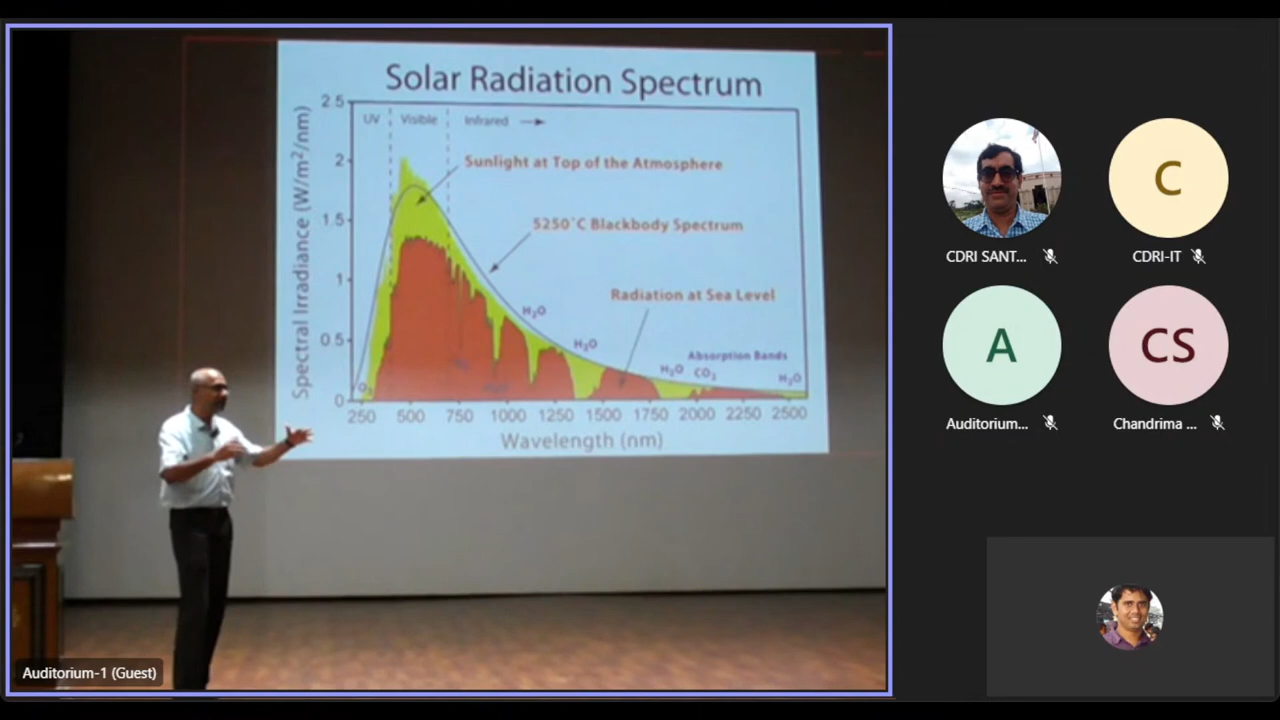 Solar Radiation Spectrum
UV
Visible
Infrared
Sunlight at Top of the Atmosphere
5250°C Blackbody Spectrum
Radiation at Sea Level
H₂O
H₂O
Absorption Bands
H₂O
CO₂
H₂O
O₃
Spectral Irradiance (W/m²/nm)
2.5
2
1.5
1
0.5
0
250 500 750 1000 1250 1500 1750 2000 2250 2500
Wavelength (nm)
Auditorium-1 (Guest)
CDRI SANT...
C
CDRI-IT
A
Auditorium...
CS
Chandrima ...